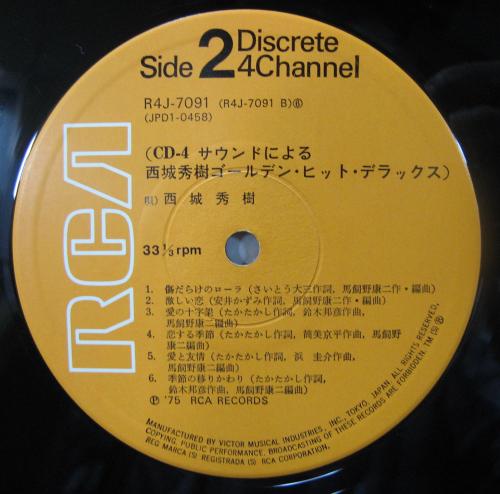 Side 2 Discrete 4Channel
R4J-7091 (R4J-7091 B)⑥
(JPD1-0458)
(CD-4 サウンドによる
西城秀樹ゴールデン・ヒット・デラックス)
唄 西城秀樹
33⅓ rpm
RCA
1. 傷だらけのローラ(さいとう大三作詞, 馬飼野康二作・編曲)
2. 激しい恋(安井かずみ作詞, 馬飼野康二作・編曲)
3. 愛の十字架(たかたかし作詞, 鈴木邦彦作曲,
馬飼野康二編曲)
4. 恋する季節(たかたかし作詞, 筒美京平作曲, 馬飼野
康二編曲)
5. 愛と友情(たかたかし作詞, 浜 圭介作曲,
馬飼野康二編曲)
6. 季節の移りかわり(たかたかし作詞,
鈴木邦彦作曲, 馬飼野康二編曲)
℗ '75 RCA RECORDS
MANUFACTURED BY VICTOR MUSICAL INDUSTRIES, INC., TOKYO, JAPAN. ALL RIGHTS RESERVED.
COPYING, PUBLIC PERFORMANCE, BROADCASTING OF THESE RECORDS ARE FORBIDDEN. TM(S) ®
REG MARCA(S) REGISTRADA(S) RCA CORPORATION.